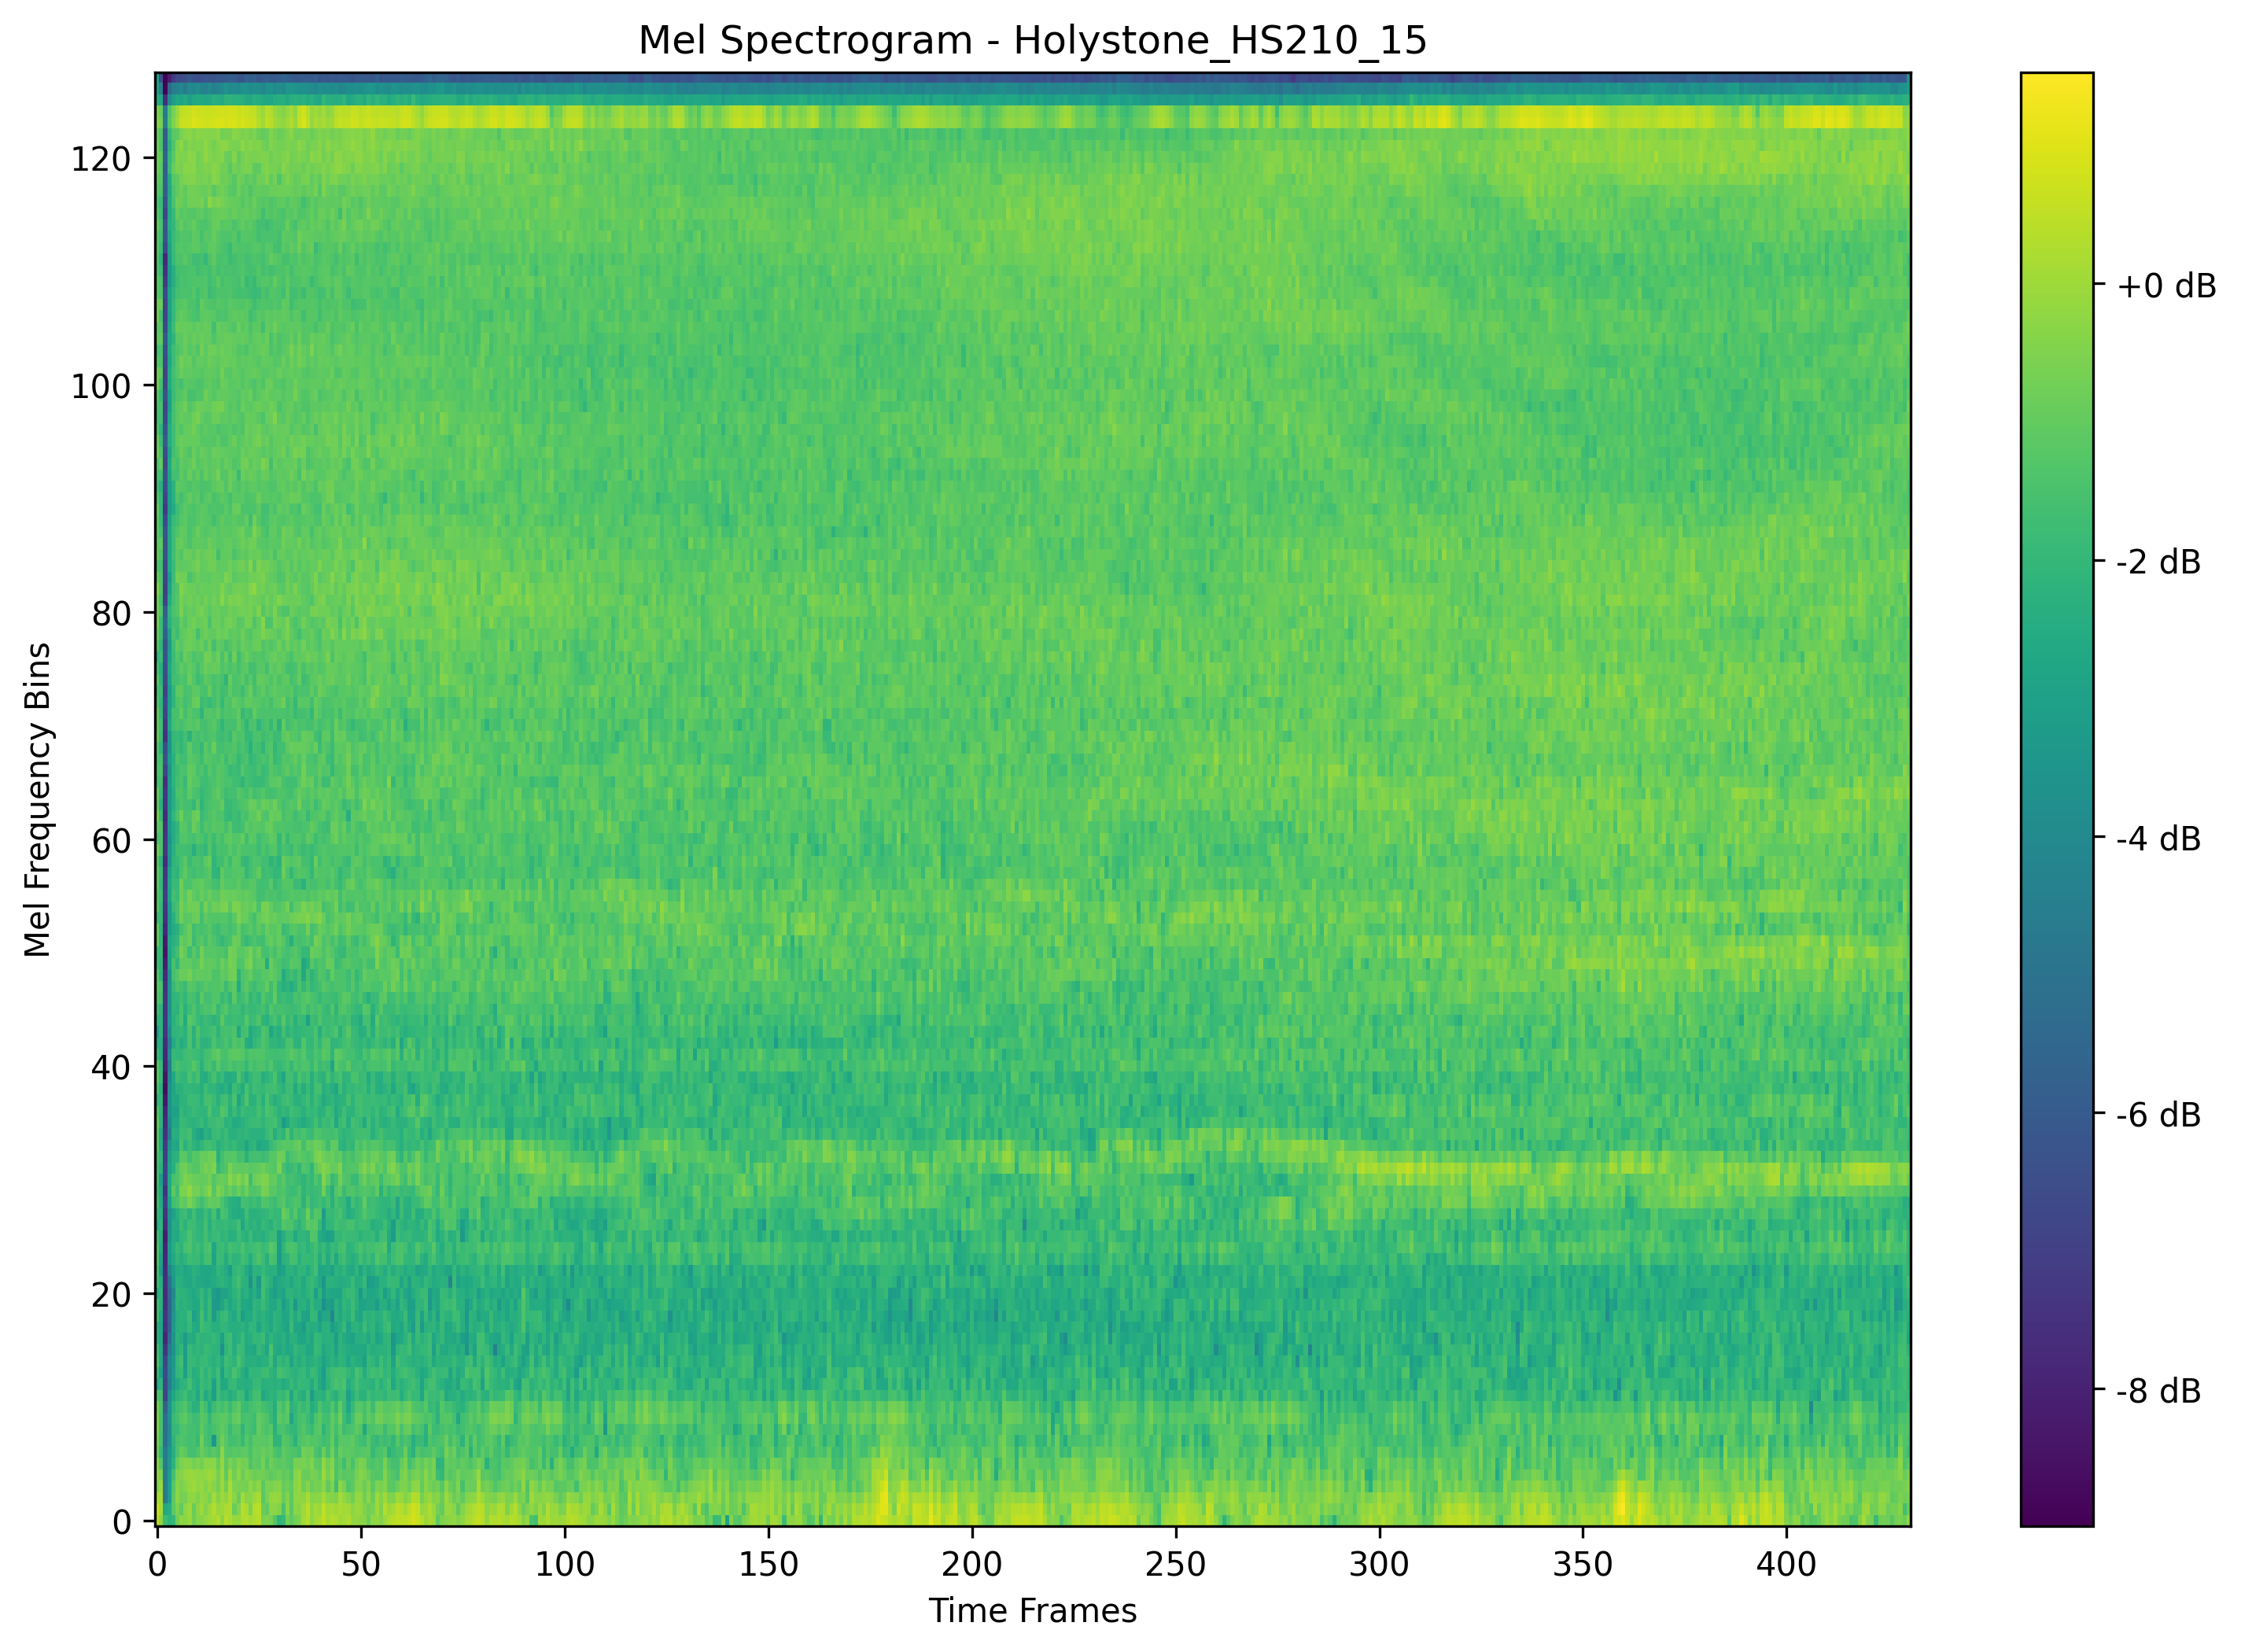 Mel Spectrogram - Holystone_HS210_15
Mel Frequency Bins
120
100
80
60
40
20
0
0 50 100 150 200 250 300 350 400
Time Frames
+0 dB
-2 dB
-4 dB
-6 dB
-8 dB